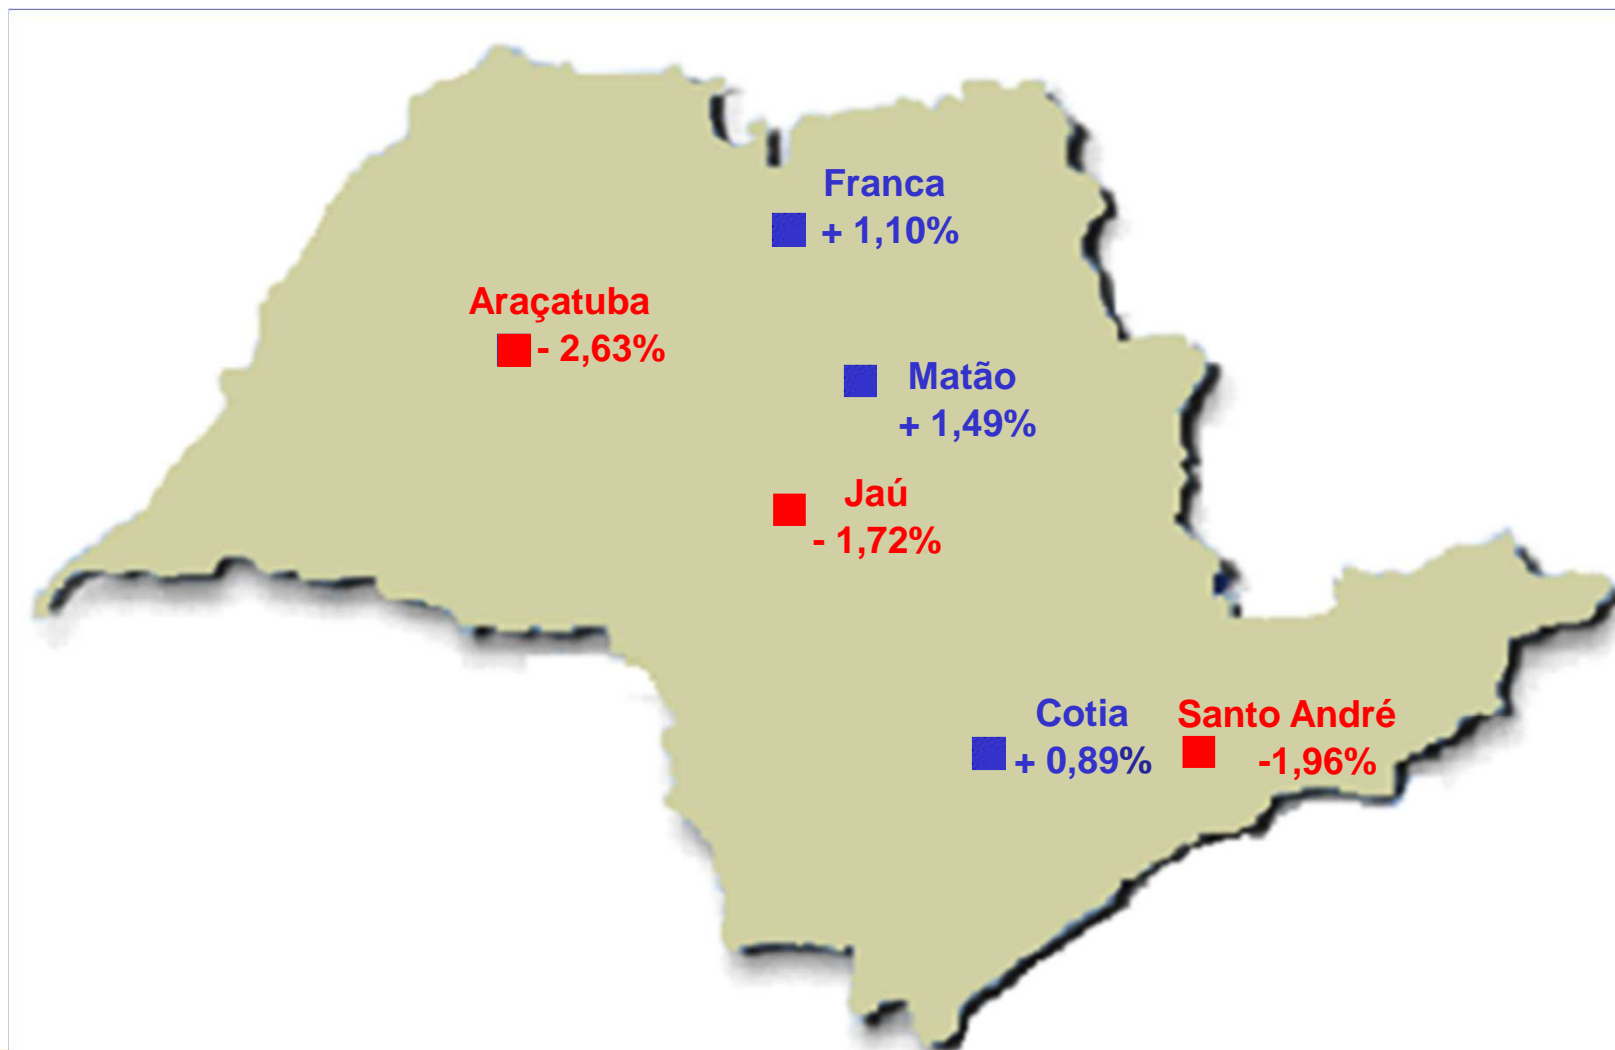 Franca
+ 1,10%
Araçatuba
- 2,63%
Matão
+ 1,49%
Jaú
- 1,72%
Cotia
+ 0,89%
Santo André
-1,96%